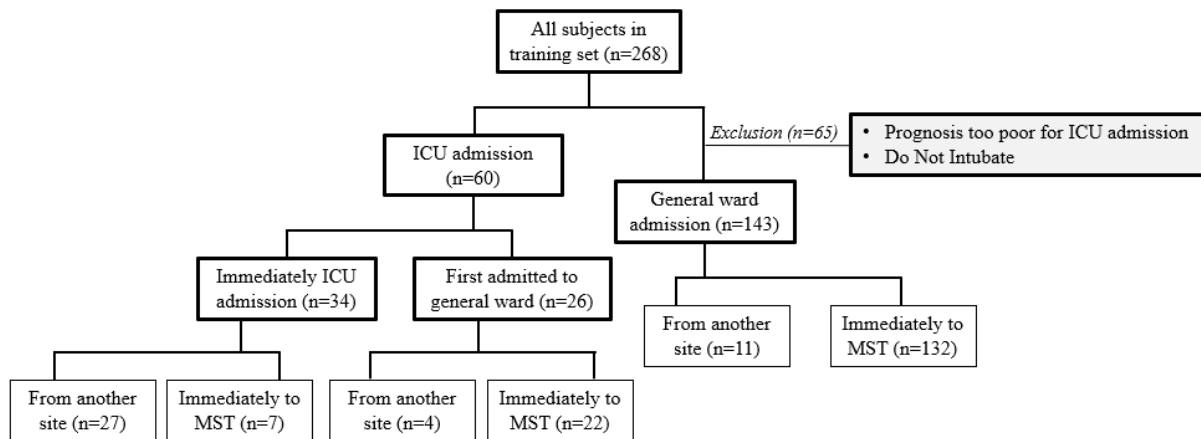 All subjects in
training set (n=268)
Exclusion (n=65)
• Prognosis too poor for ICU admission
• Do Not Intubate
ICU admission
(n=60)
General ward
admission (n=143)
Immediately ICU
admission (n=34)
First admitted to
general ward (n=26)
From another
site (n=11)
Immediately to
MST (n=132)
From another
site (n=27)
Immediately to
MST (n=7)
From another
site (n=4)
Immediately to
MST (n=22)